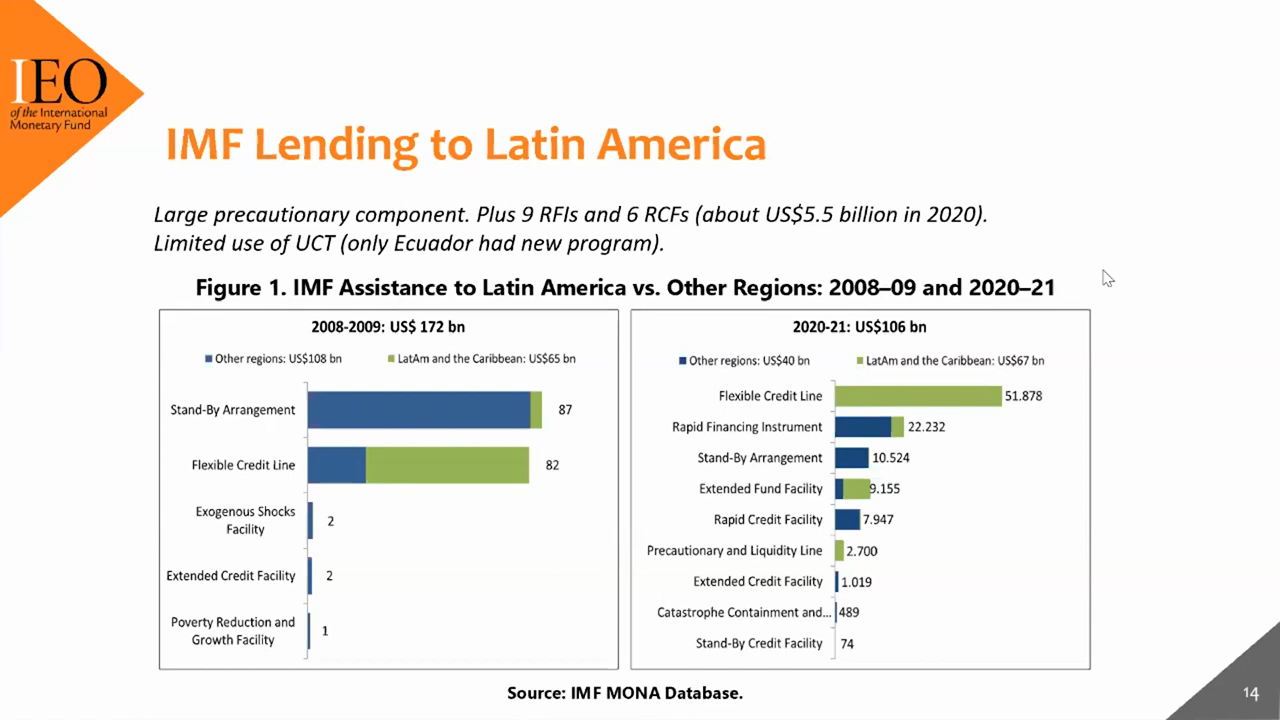 IEO
of the International
Monetary Fund
IMF Lending to Latin America
Large precautionary component. Plus 9 RFIs and 6 RCFs (about US$5.5 billion in 2020).
Limited use of UCT (only Ecuador had new program).
Figure 1. IMF Assistance to Latin America vs. Other Regions: 2008–09 and 2020–21
2008-2009: US$ 172 bn
Other regions: US$108 bn LatAm and the Caribbean: US$65 bn
Stand-By Arrangement 87
Flexible Credit Line 82
Exogenous Shocks
Facility 2
Extended Credit Facility 2
Poverty Reduction and
Growth Facility 1
2020-21: US$106 bn
Other regions: US$40 bn LatAm and the Caribbean: US$67 bn
Flexible Credit Line 51.878
Rapid Financing Instrument 22.232
Stand-By Arrangement 10.524
Extended Fund Facility 9.155
Rapid Credit Facility 7.947
Precautionary and Liquidity Line 2.700
Extended Credit Facility 1.019
Catastrophe Containment and... 489
Stand-By Credit Facility 74
Source: IMF MONA Database.
14